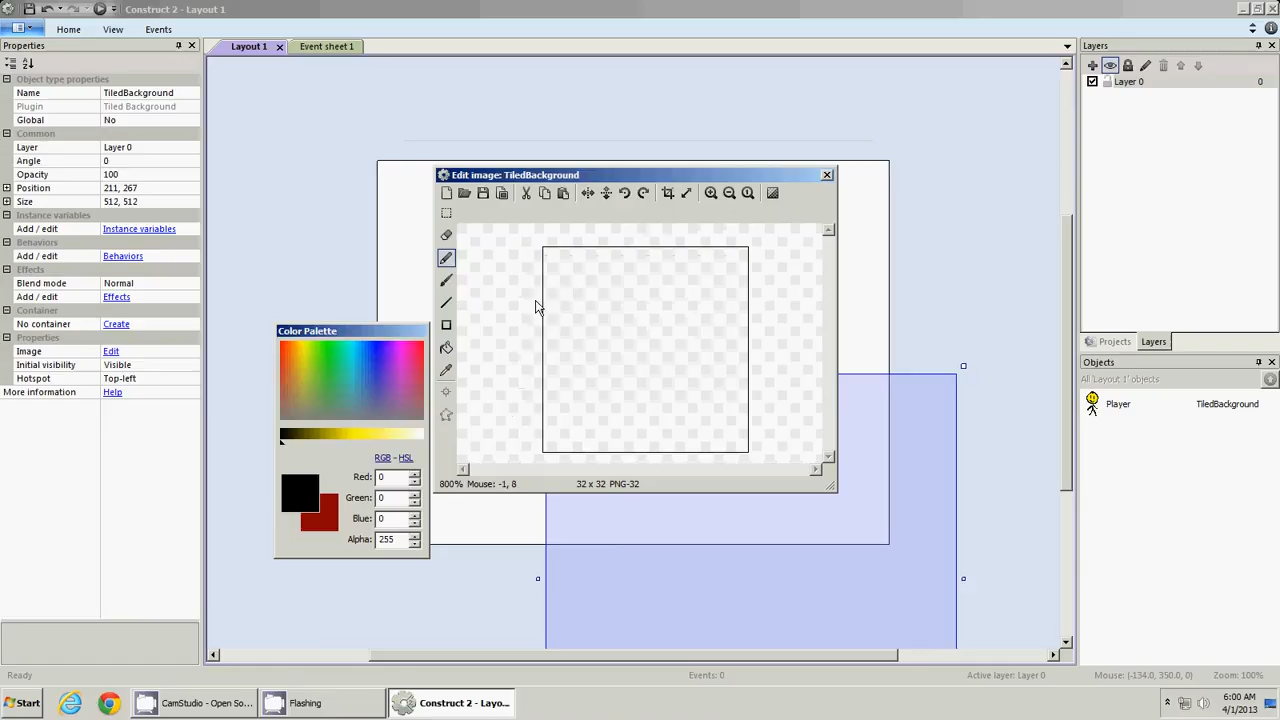 Construct 2 - Layout 1
Home View Events
Properties
Object type properties
Name TiledBackground
Plugin Tiled Background
Global No
Common
Layer Layer 0
Angle 0
Opacity 100
Position 211, 267
Size 512, 512
Instance variables
Add / edit Instance variables
Behaviors
Add / edit Behaviors
Effects
Blend mode Normal
Add / edit Effects
Container
No container Create
Properties
Image Edit
Initial visibility Visible
Hotspot Top-left
More information Help
Layout 1 Event sheet 1
Edit image: TiledBackground
800% Mouse: -1, 8 32 x 32 PNG-32
Color Palette
RGB - HSL
Red: 0
Green: 0
Blue: 0
Alpha: 255
Layers
Layer 0 0
Projects Layers
Objects
All 'Layout 1' objects
Player TiledBackground
Ready Events: 0 Active layer: Layer 0 Mouse: (-134.0, 350.0, 0) Zoom: 100%
Start CamStudio - Open So... Flashing Construct 2 - Layo... 6:00 AM
4/1/2013